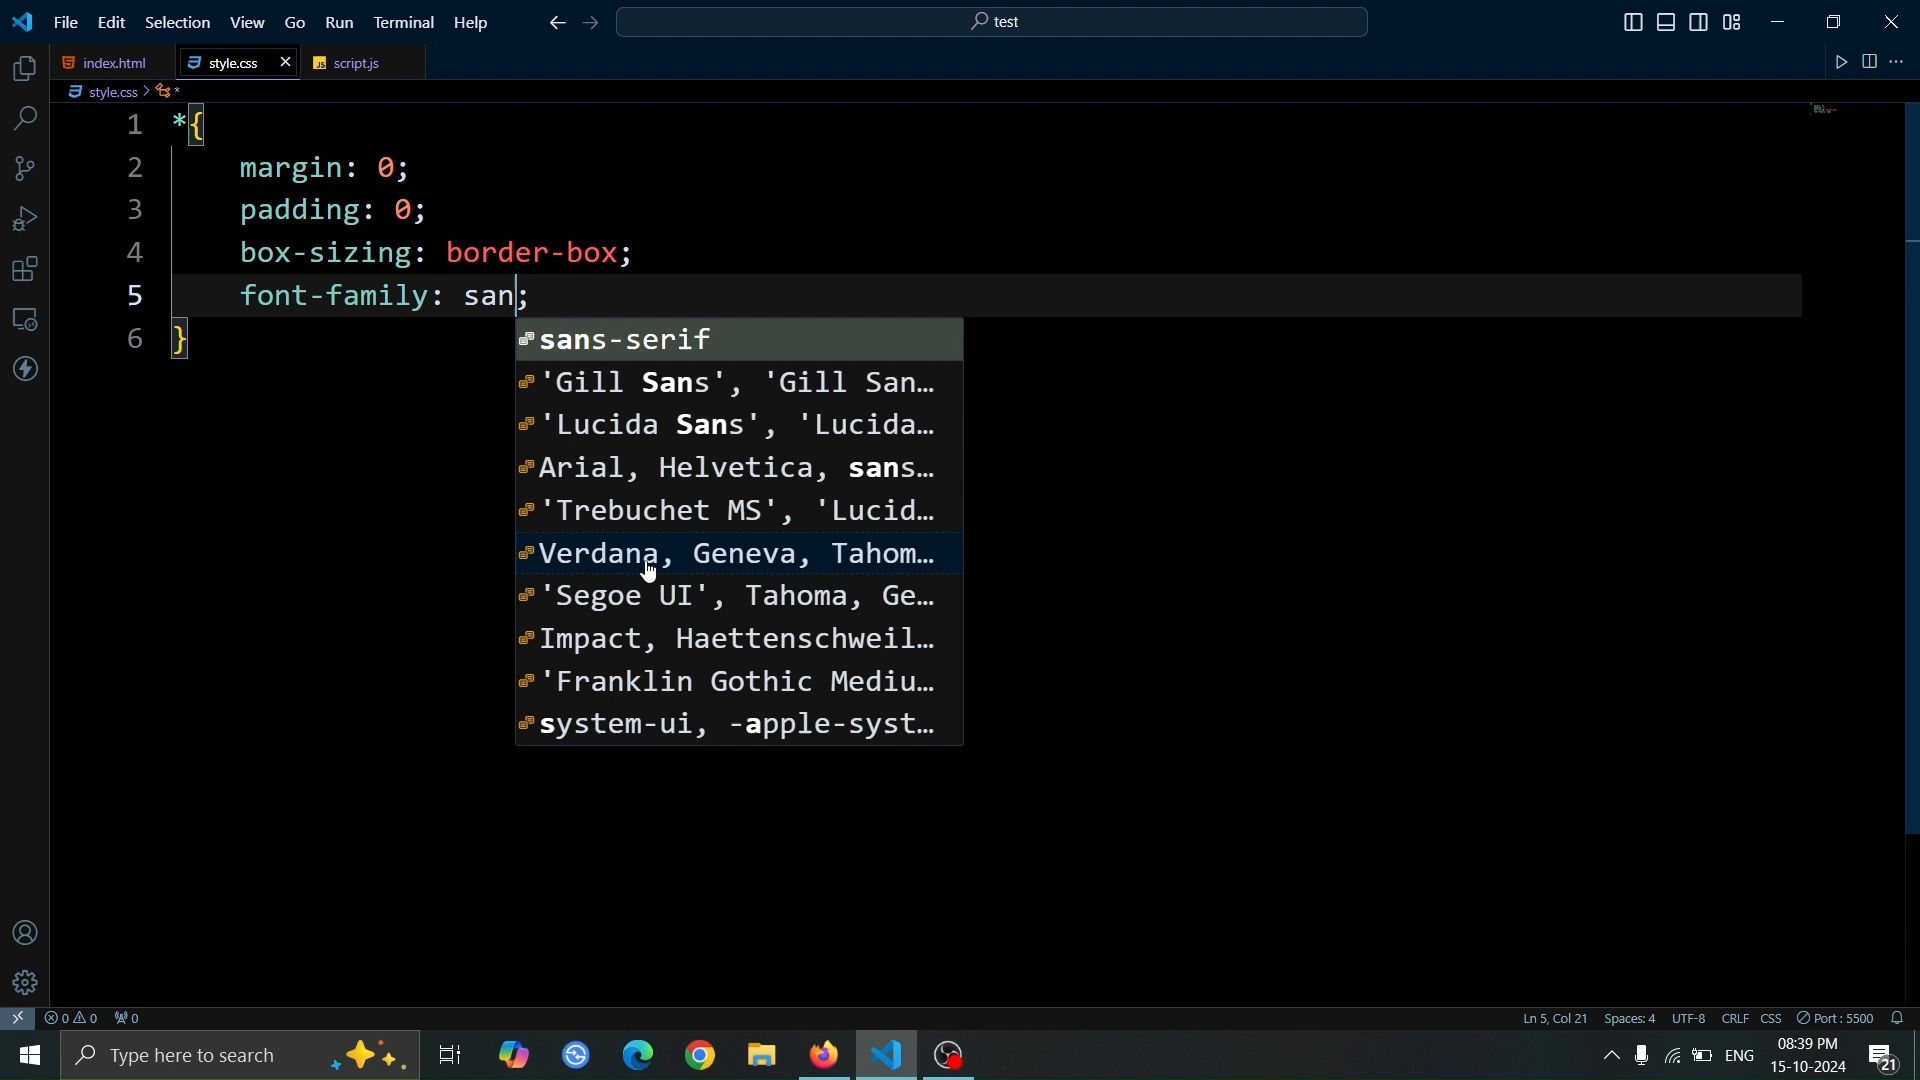 File Edit Selection View Go Run Terminal Help
test
index.html
style.css
JS script.js
style.css > *
1 *{
2 margin: 0;
3 padding: 0;
4 box-sizing: border-box;
5 font-family: san;
6 }
sans-serif
'Gill Sans', 'Gill San…
'Lucida Sans', 'Lucida…
Arial, Helvetica, sans…
'Trebuchet MS', 'Lucid…
Verdana, Geneva, Tahom…
'Segoe UI', Tahoma, Ge…
Impact, Haettenschweil…
'Franklin Gothic Mediu…
system-ui, -apple-syst…
0 0 0
Ln 5, Col 21 Spaces: 4 UTF-8 CRLF CSS Port : 5500
Type here to search
ENG
08:39 PM
15-10-2024
21